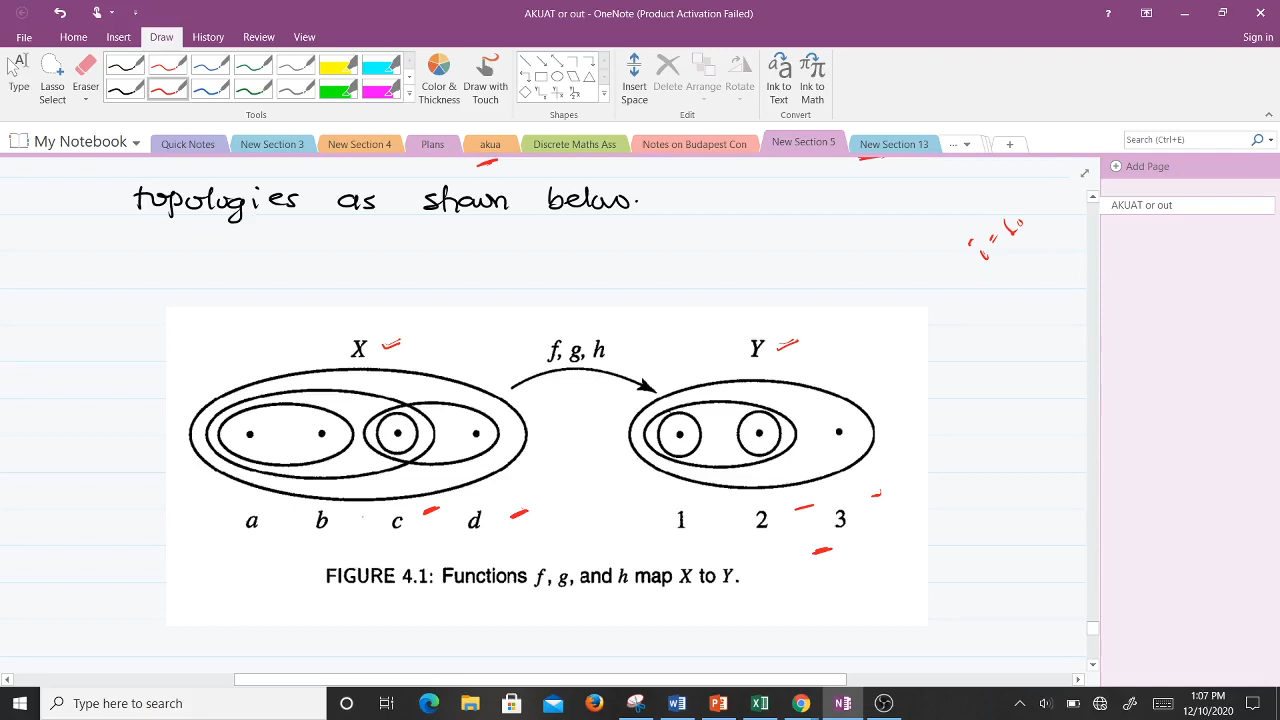 AKUAT or out - OneNote (Product Activation Failed)
File Home Insert Draw History Review View Sign in
Type Lasso Select Eraser Color & Thickness Draw with Touch Insert Space Delete Arrange Rotate Ink to Text Ink to Math
Tools Shapes Edit Convert
My Notebook Quick Notes New Section 3 New Section 4 Plans akua Discrete Maths Ass Notes on Budapest Con New Section 5 New Section 13 ... Search (Ctrl+E)
Add Page
topologies as shown below.
AKUAT or out
X f, g, h Y
a b c d 1 2 3
FIGURE 4.1: Functions f, g, and h map X to Y.
Type here to search
1:07 PM
12/10/2020